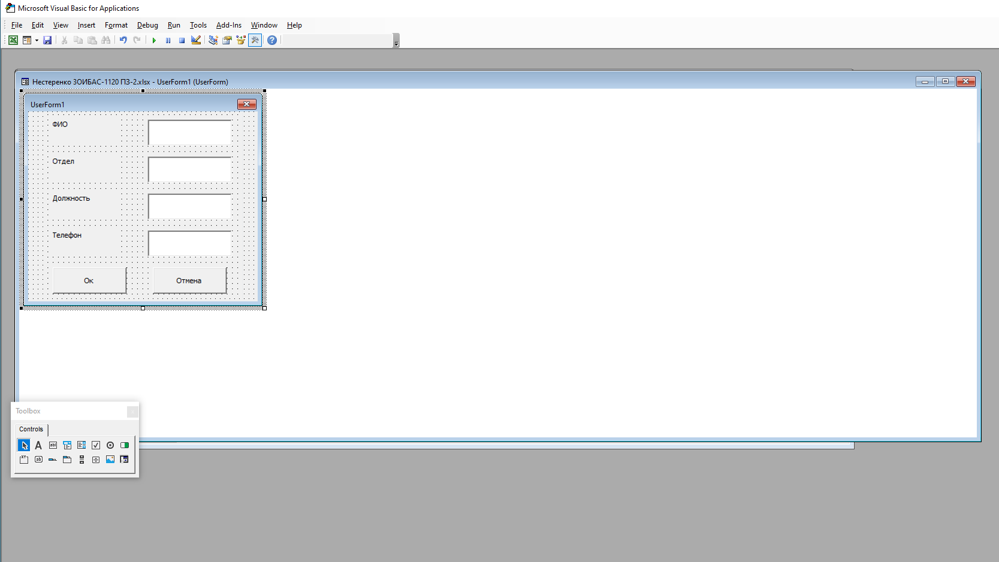 Microsoft Visual Basic for Applications
File Edit View Insert Format Debug Run Tools Add-Ins Window Help
Нестеренко ЗОИБАС-1120 ПЗ-2.xlsx - UserForm1 (UserForm)
UserForm1
ФИО
Отдел
Должность
Телефон
Ок Отмена
Toolbox
Controls